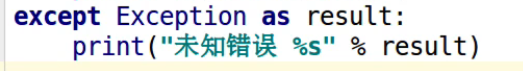 except Exception as result:
    print("未知错误 %s" % result)